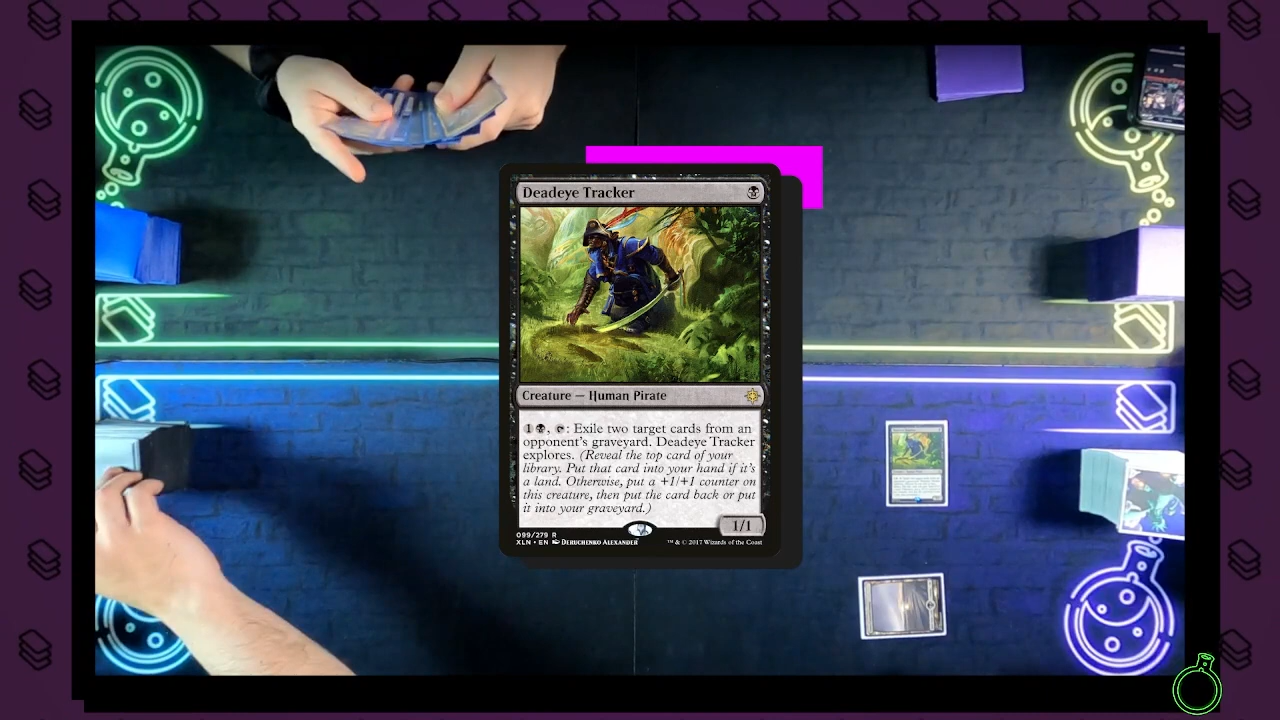 Deadeye Tracker
Creature — Human Pirate
1, : Exile two target cards from an
opponent's graveyard. Deadeye Tracker
explores. (Reveal the top card of your
library. Put that card into your hand if it's
a land. Otherwise, put a +1/+1 counter on
this creature, then put the card back or put
it into your graveyard.)
1/1
099/279 R
XLN • EN Deruchenko Alexander
™ & © 2017 Wizards of the Coast